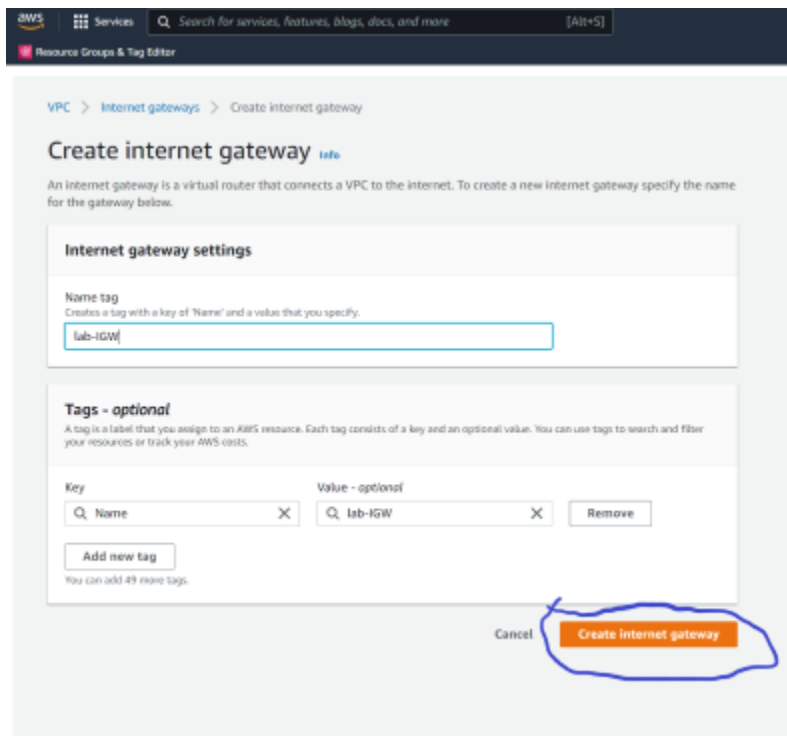 aws Services Search for services, features, blogs, docs, and more [Alt+S]
Resource Groups & Tag Editor
VPC > Internet gateways > Create internet gateway
Create internet gateway Info
An internet gateway is a virtual router that connects a VPC to the internet. To create a new internet gateway specify the name
for the gateway below.
Internet gateway settings
Name tag
Creates a tag with a key of 'Name' and a value that you specify.
lab-IGW
Tags - optional
A tag is a label that you assign to an AWS resource. Each tag consists of a key and an optional value. You can use tags to search and filter
your resources or track your AWS costs.
Key Value - optional
Name lab-IGW Remove
Add new tag
You can add 49 more tags.
Cancel Create internet gateway